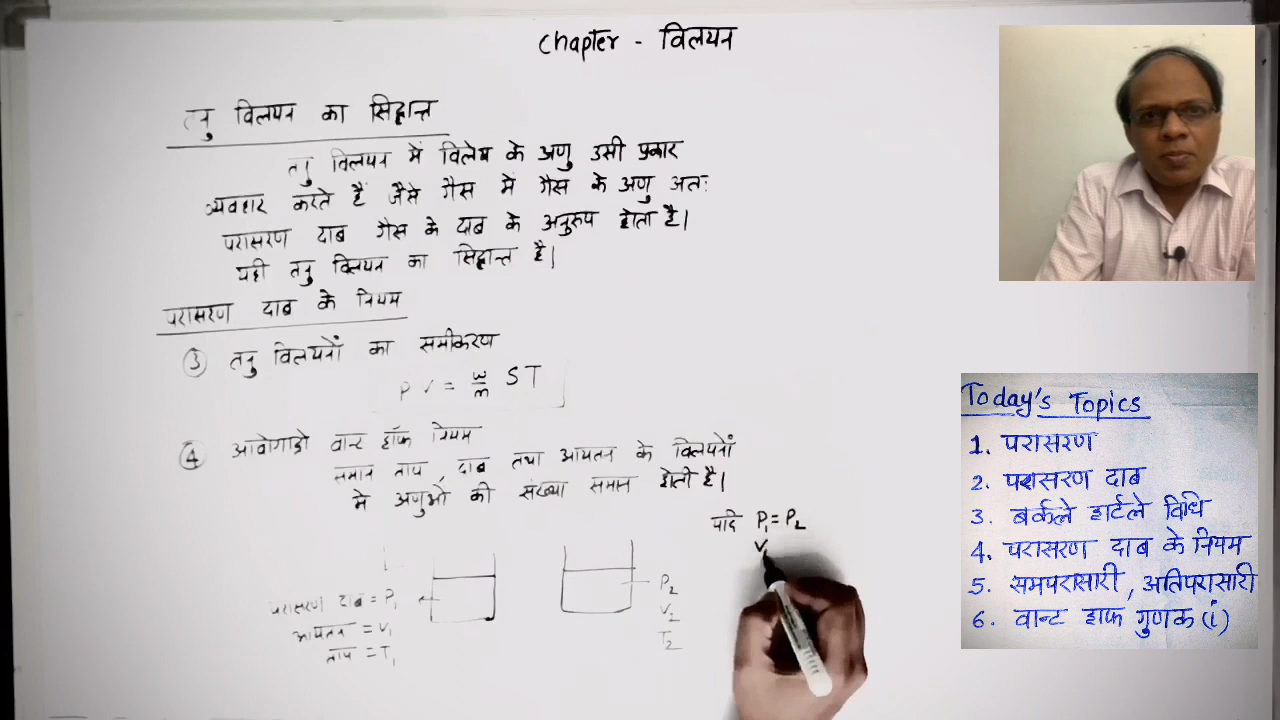 Chapter - विलयन
तनु विलयन का सिद्धान्त
तनु विलयन में विलेय के अणु उसी प्रकार
व्यवहार करते हैं जैसे गैस में गैस के अणु अतः
परासरण दाब गैस के दाब के अनुरुप होता है।
यही तनु विलयन का सिद्धान्त है।
परासरण दाब के नियम
③ तनु विलयनों का समीकरण
P V = w/m ST
④ आवोगाद्रो वान्ट हॉफ नियम
समान ताप, दाब तथा आयतन के विलयनों
मे अणुओं की संख्या समान होती है।
यदि P₁ = P₂
V₁
परासरण दाब = P₁
आयतन = V₁
ताप = T₁
P₂
V₂
T₂
Today's Topics
1. परासरण
2. परासरण दाब
3. बर्कले हार्टले विधि
4. परासरण दाब के नियम
5. समपरासारी, अतिपरासारी
6. वान्ट हाफ गुणक (i)